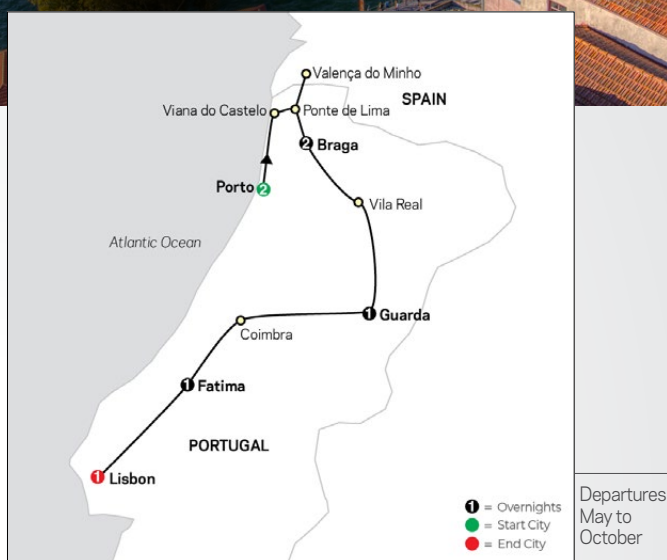 Valença do Minho
SPAIN
Viana do Castelo
Ponte de Lima
2 Braga
Porto 2
Vila Real
Atlantic Ocean
1 Guarda
Coimbra
1 Fatima
PORTUGAL
1 Lisbon
1 = Overnights
= Start City
= End City
Departures
May to
October